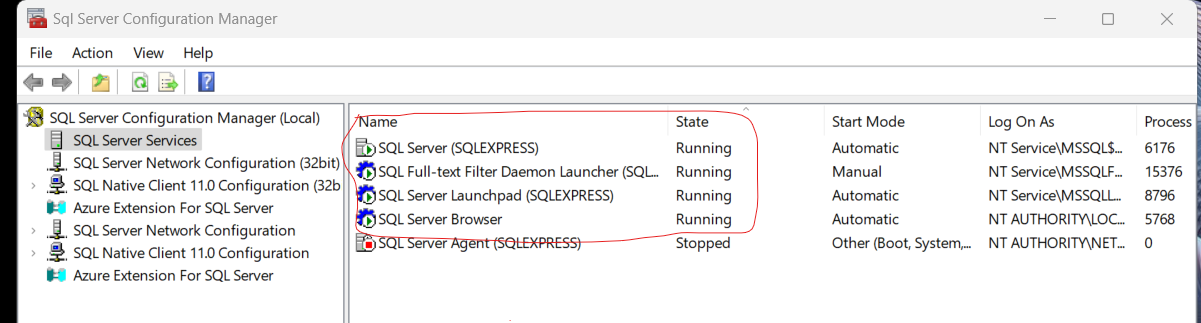 Sql Server Configuration Manager
File Action View Help
SQL Server Configuration Manager (Local)
SQL Server Services
SQL Server Network Configuration (32bit)
SQL Native Client 11.0 Configuration (32b
Azure Extension For SQL Server
SQL Server Network Configuration
SQL Native Client 11.0 Configuration
Azure Extension For SQL Server
Name State Start Mode Log On As Process
SQL Server (SQLEXPRESS) Running Automatic NT Service\MSSQL$... 6176
SQL Full-text Filter Daemon Launcher (SQL... Running Manual NT Service\MSSQLF... 15376
SQL Server Launchpad (SQLEXPRESS) Running Automatic NT Service\MSSQLL... 8796
SQL Server Browser Running Automatic NT AUTHORITY\LOC... 5768
SQL Server Agent (SQLEXPRESS) Stopped Other (Boot, System,... NT AUTHORITY\NET... 0